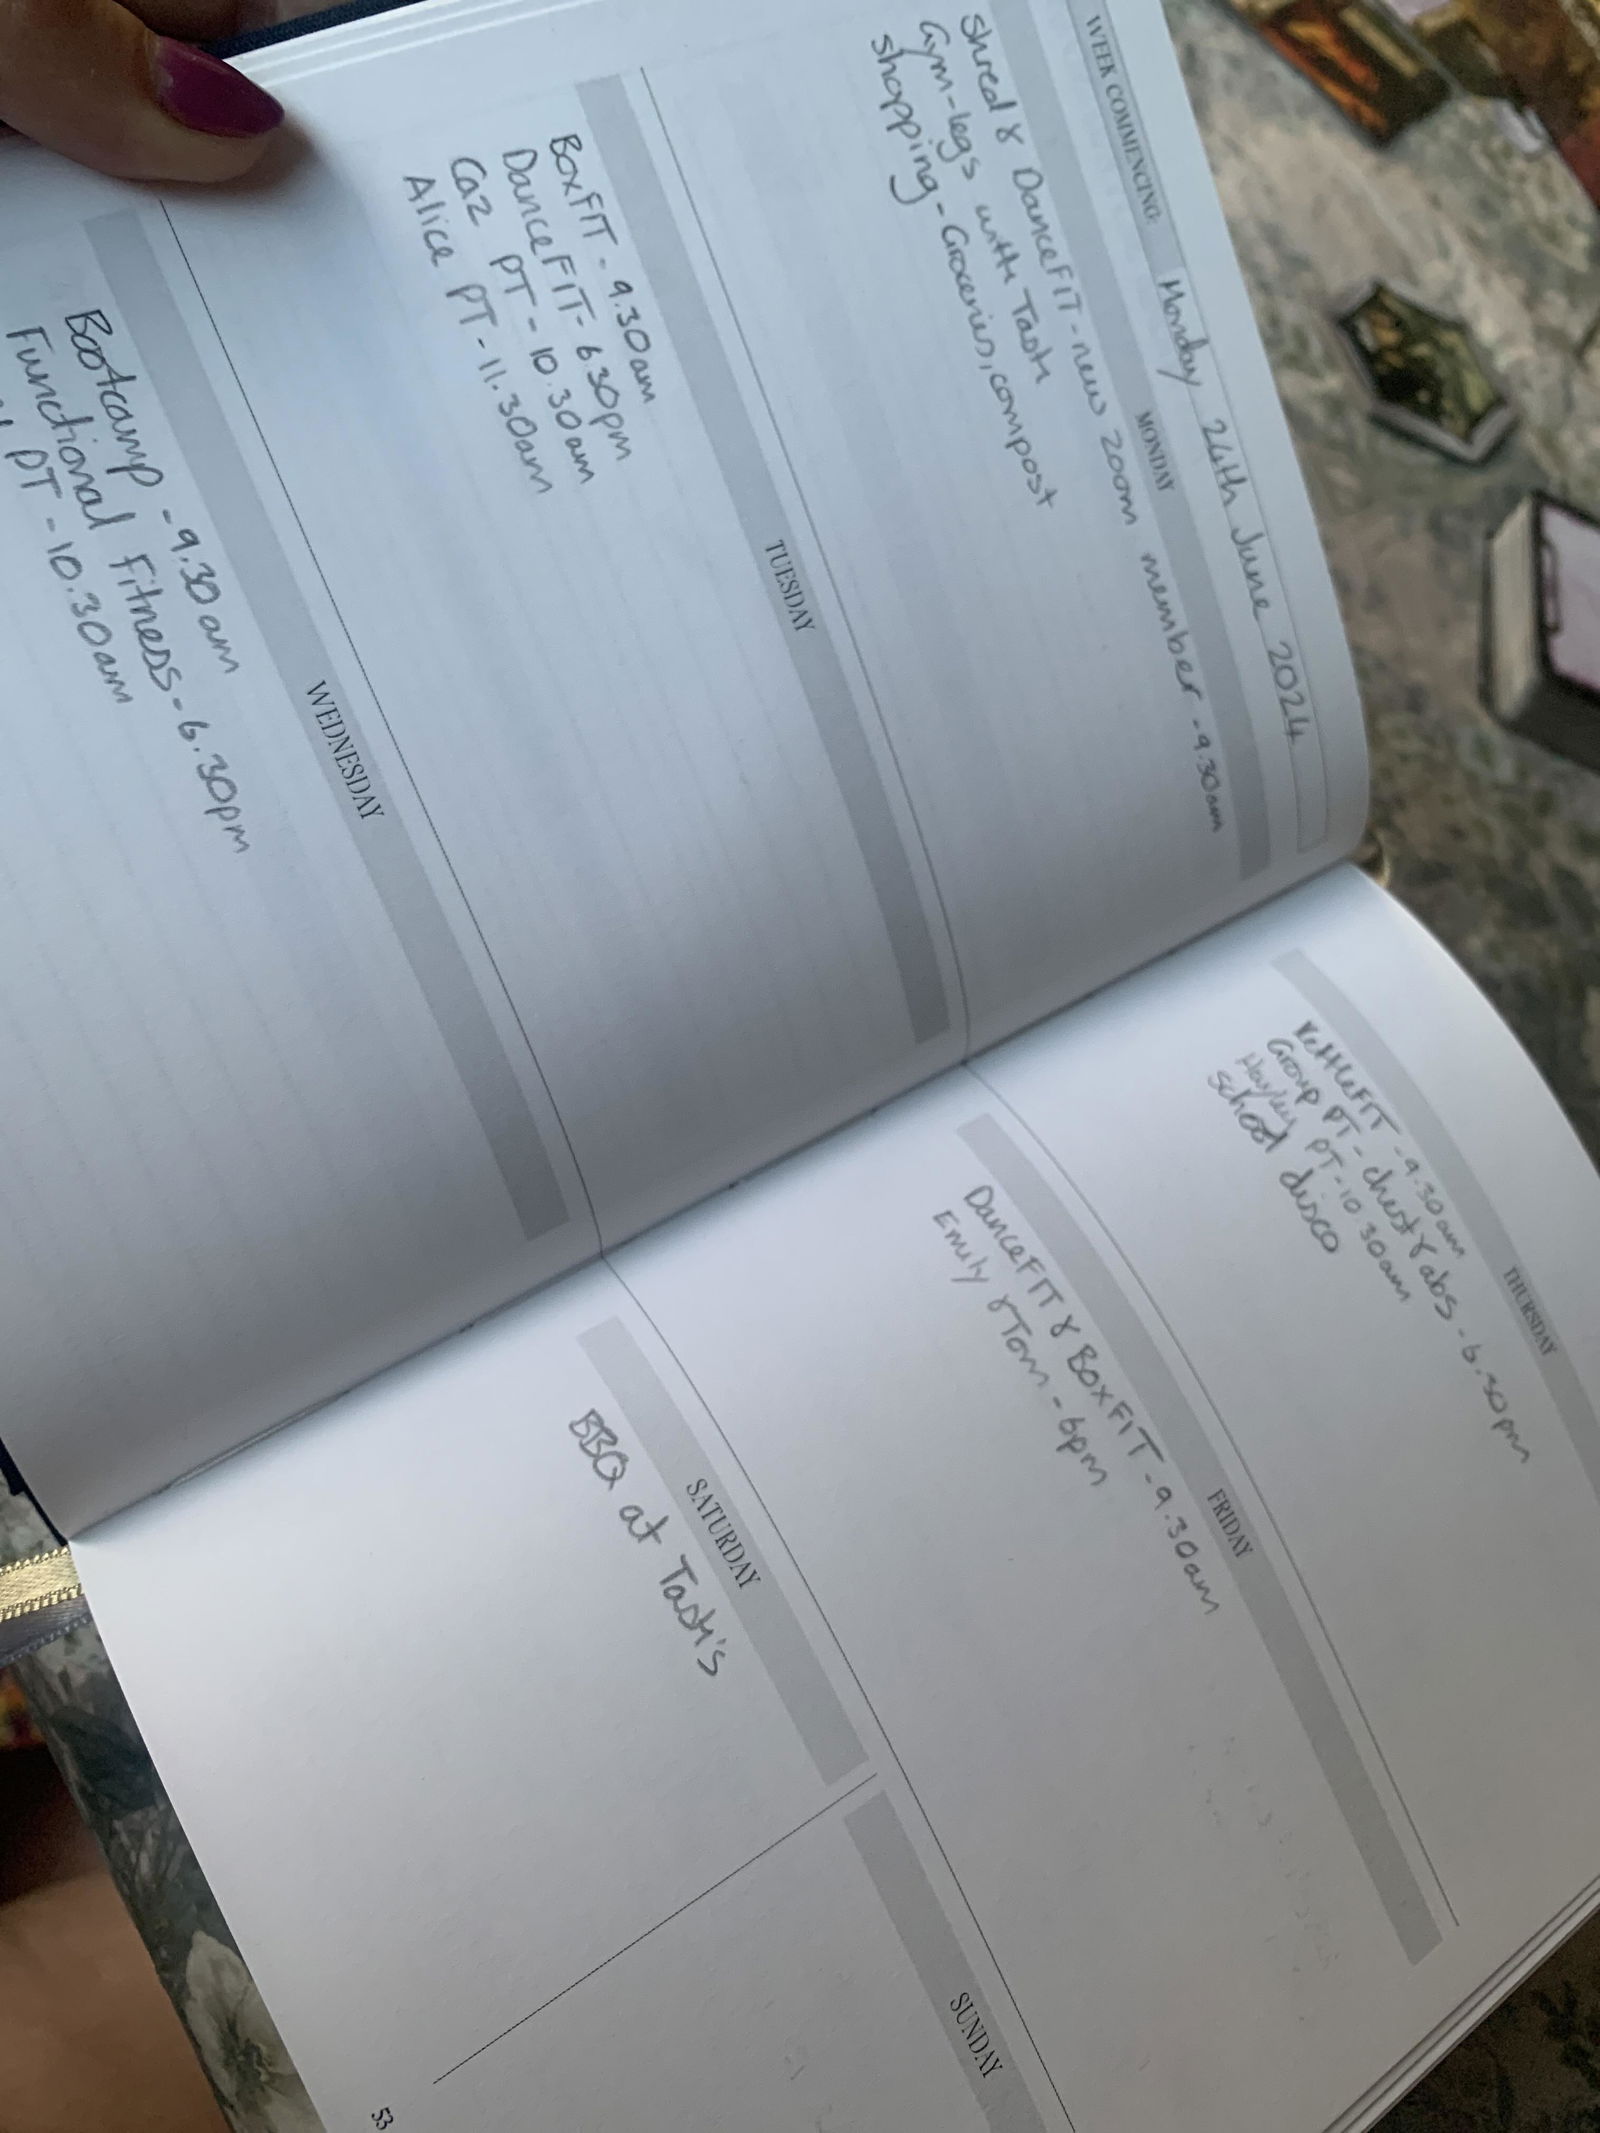 WEEK COMMENCING: Monday 24th June 2024
MONDAY
Shred & DanceFIT - new zoom member - 9.30am
Gym - legs with Tash
shopping - Groceries, compost
TUESDAY
BoxFIT - 9.30am
DanceFIT - 6.30pm
Caz PT - 10.30am
Alice PT - 11.30am
WEDNESDAY
Bootcamp - 9.30am
Functional Fitness - 6.30pm
PT - 10.30am
THURSDAY
KettleFIT - 9.30am
Group PT - chest & abs - 6.30pm
Hayley PT - 10.30am
School disco
FRIDAY
DanceFIT & BoxFIT - 9.30am
Emily & Tom - 6pm
SATURDAY
BBQ at Tash's
SUNDAY
53